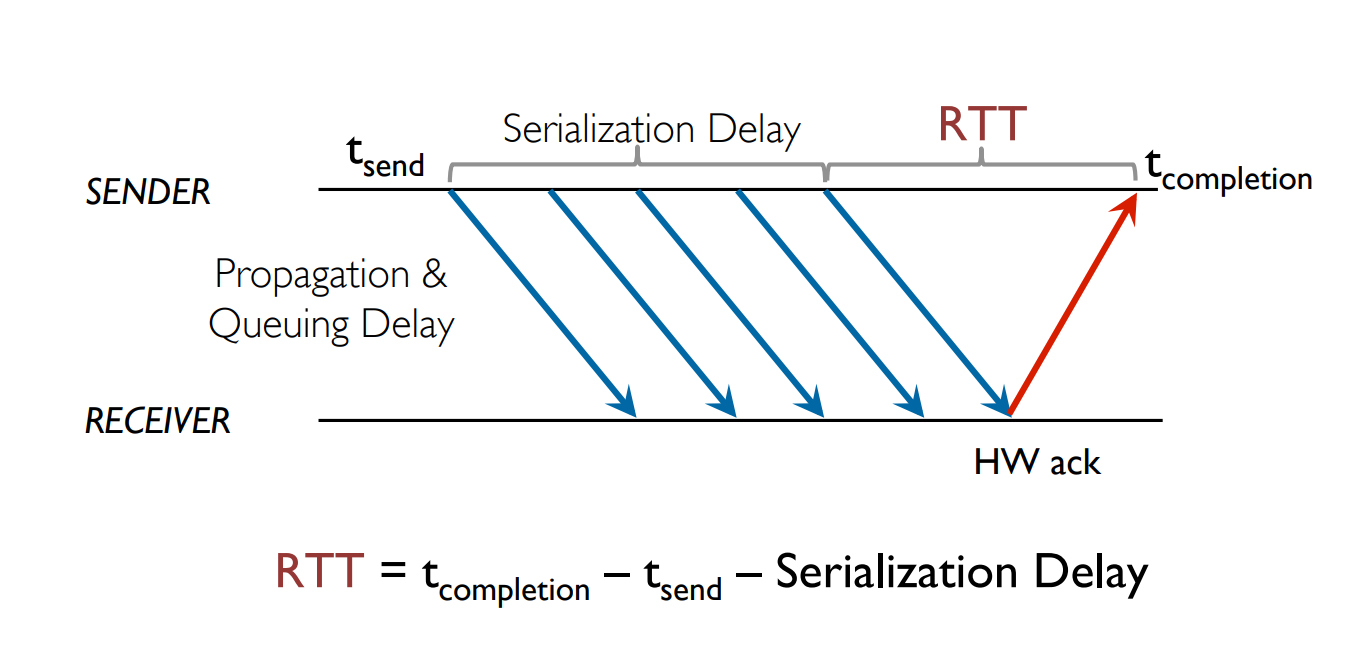 Serialization Delay
RTT
tsend
tcompletion
SENDER
Propagation &
Queuing Delay
RECEIVER
HW ack
RTT = tcompletion – tsend – Serialization Delay